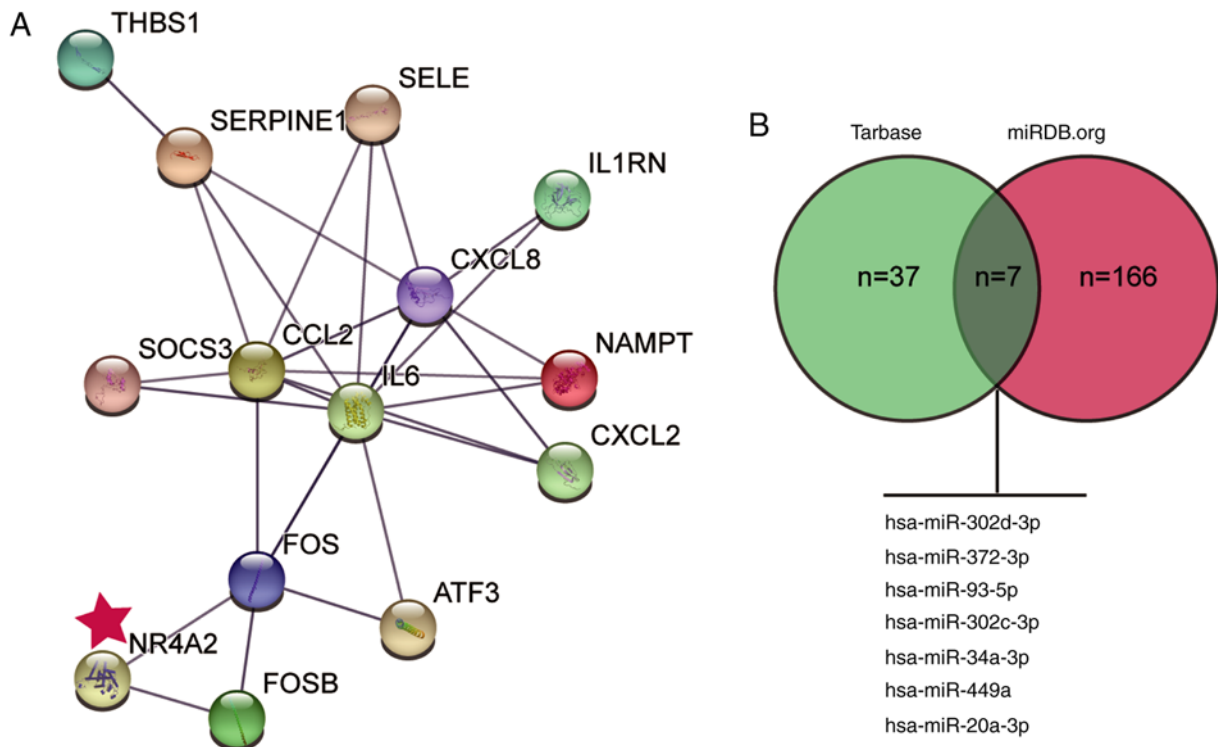 A
THBS1
SELE
SERPINE1
IL1RN
CXCL8
SOCS3
CCL2
NAMPT
IL6
CXCL2
FOS
ATF3
NR4A2
FOSB
B
Tarbase
miRDB.org
n=37
n=7
n=166
hsa-miR-302d-3p
hsa-miR-372-3p
hsa-miR-93-5p
hsa-miR-302c-3p
hsa-miR-34a-3p
hsa-miR-449a
hsa-miR-20a-3p